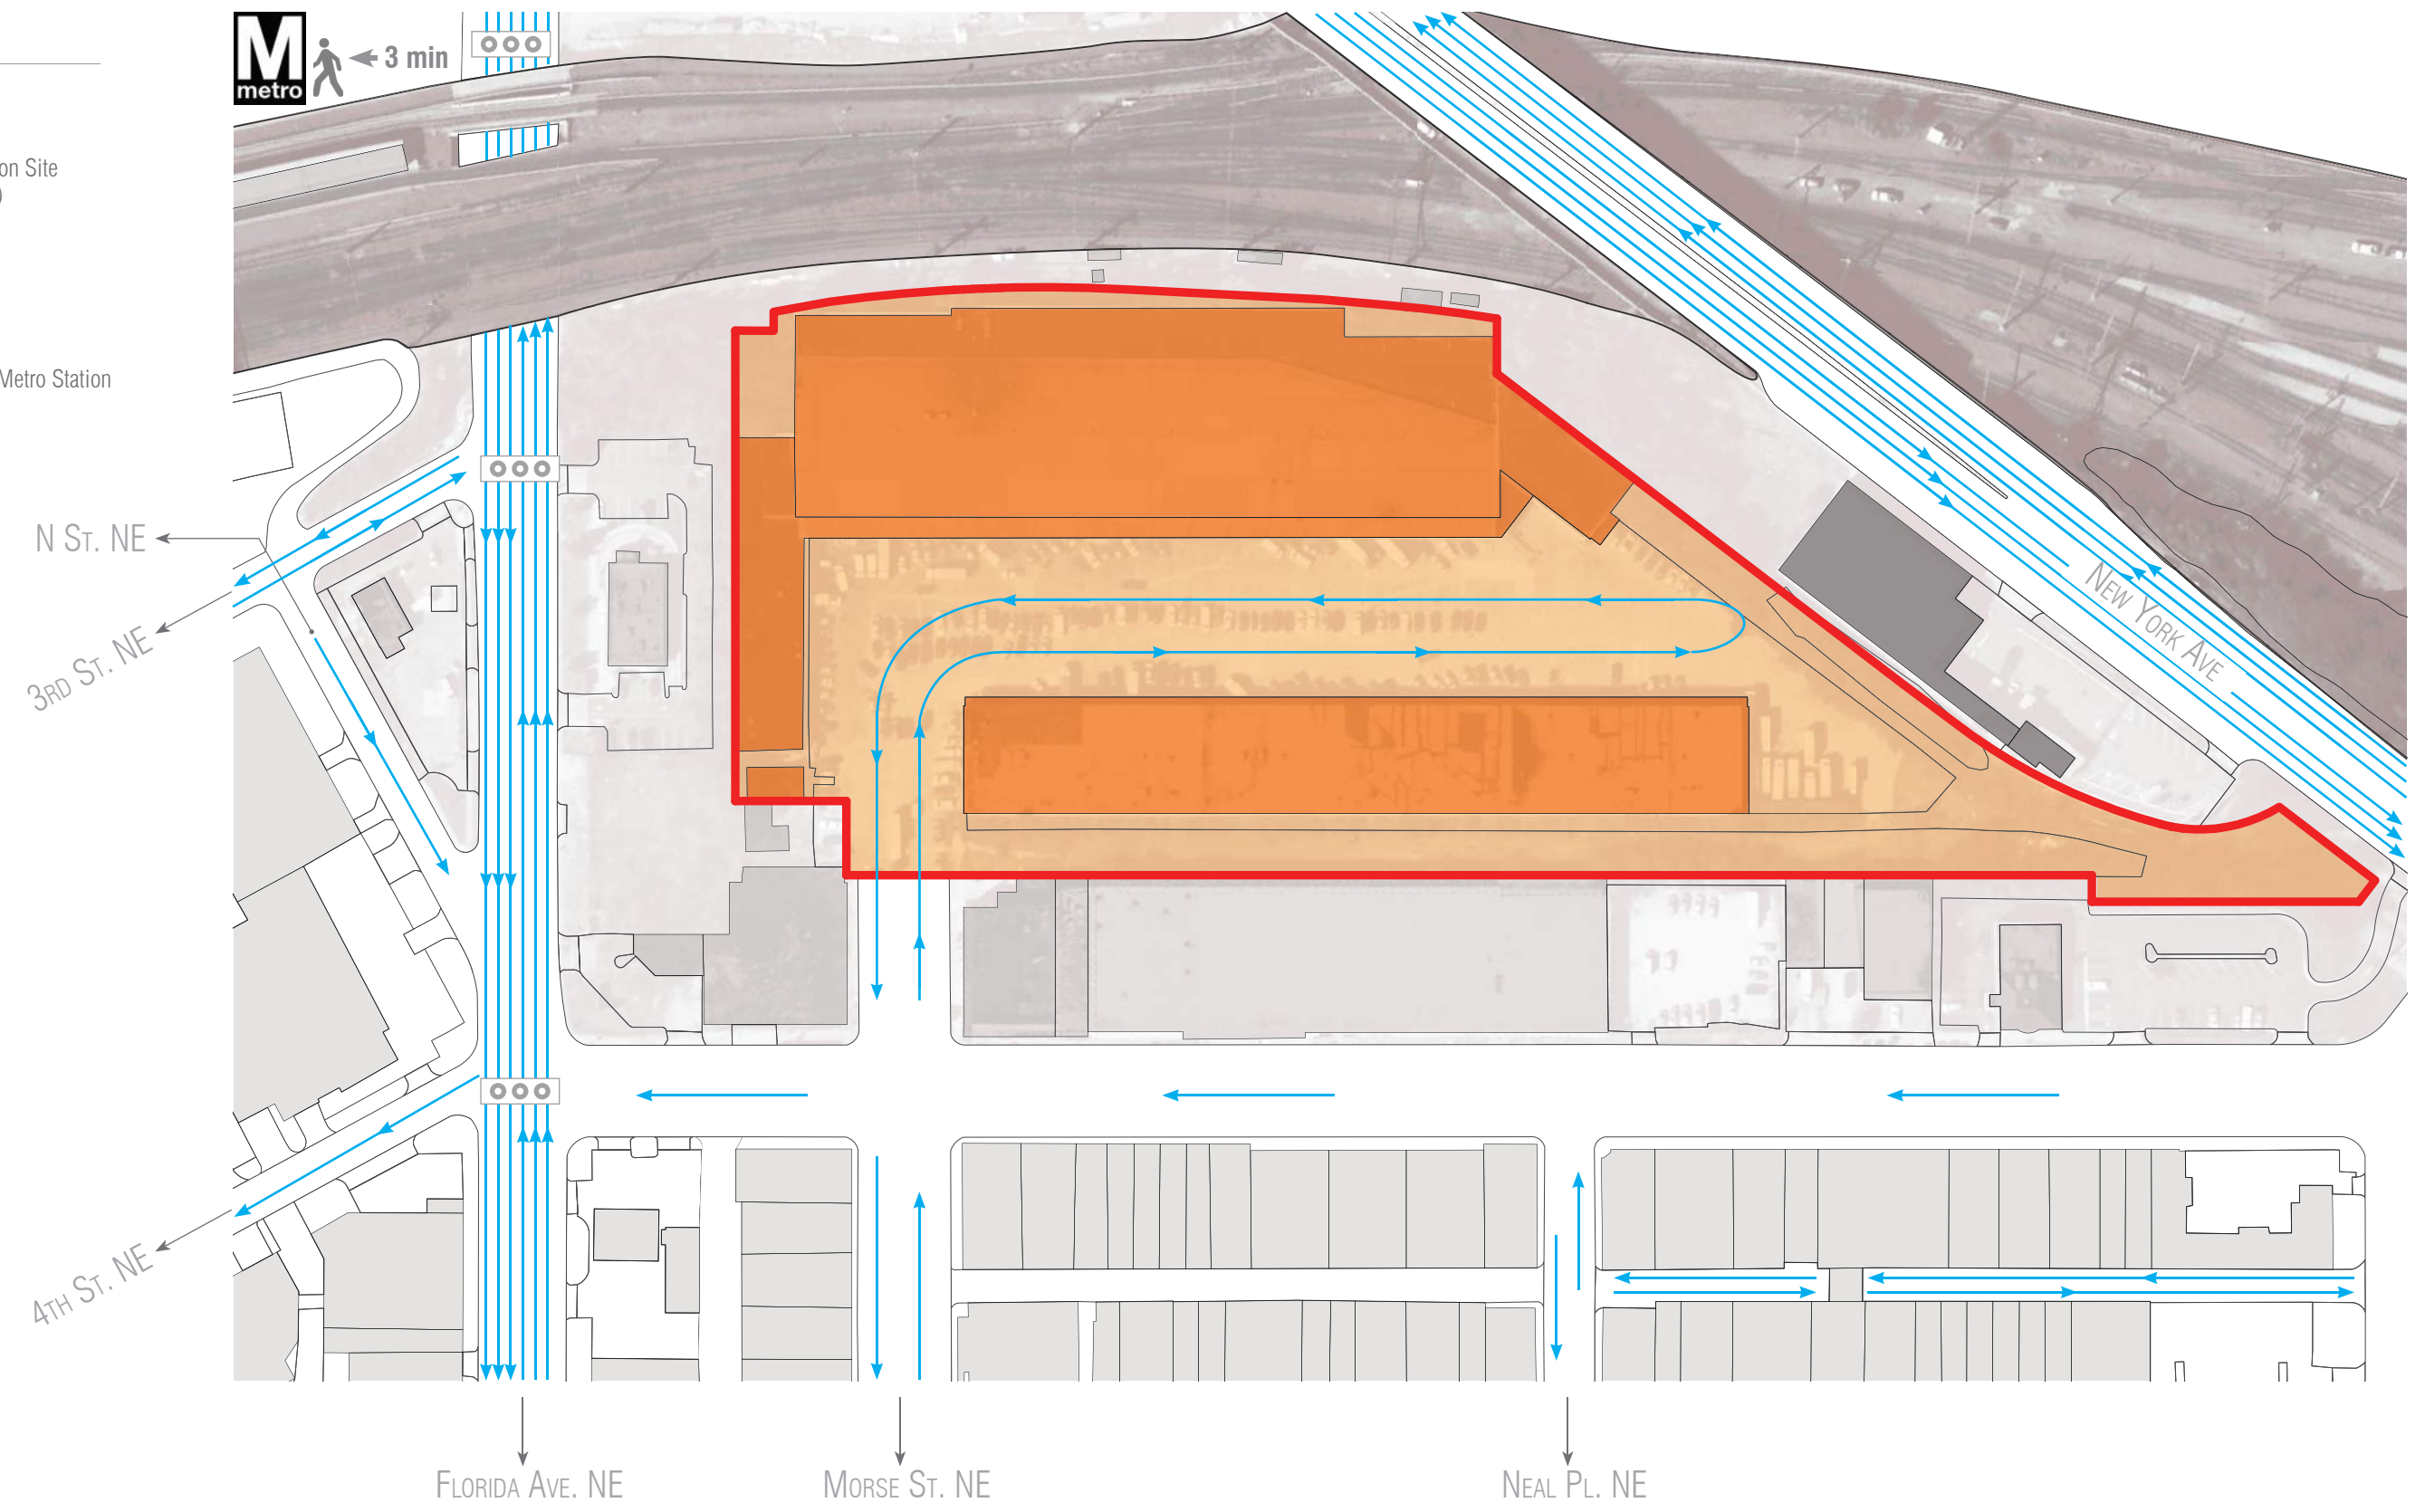 M
metro
3 min
on Site
)
Metro Station
N St. NE
3rd St. NE
New York Ave
4th St. NE
Florida Ave. NE
Morse St. NE
Neal Pl. NE